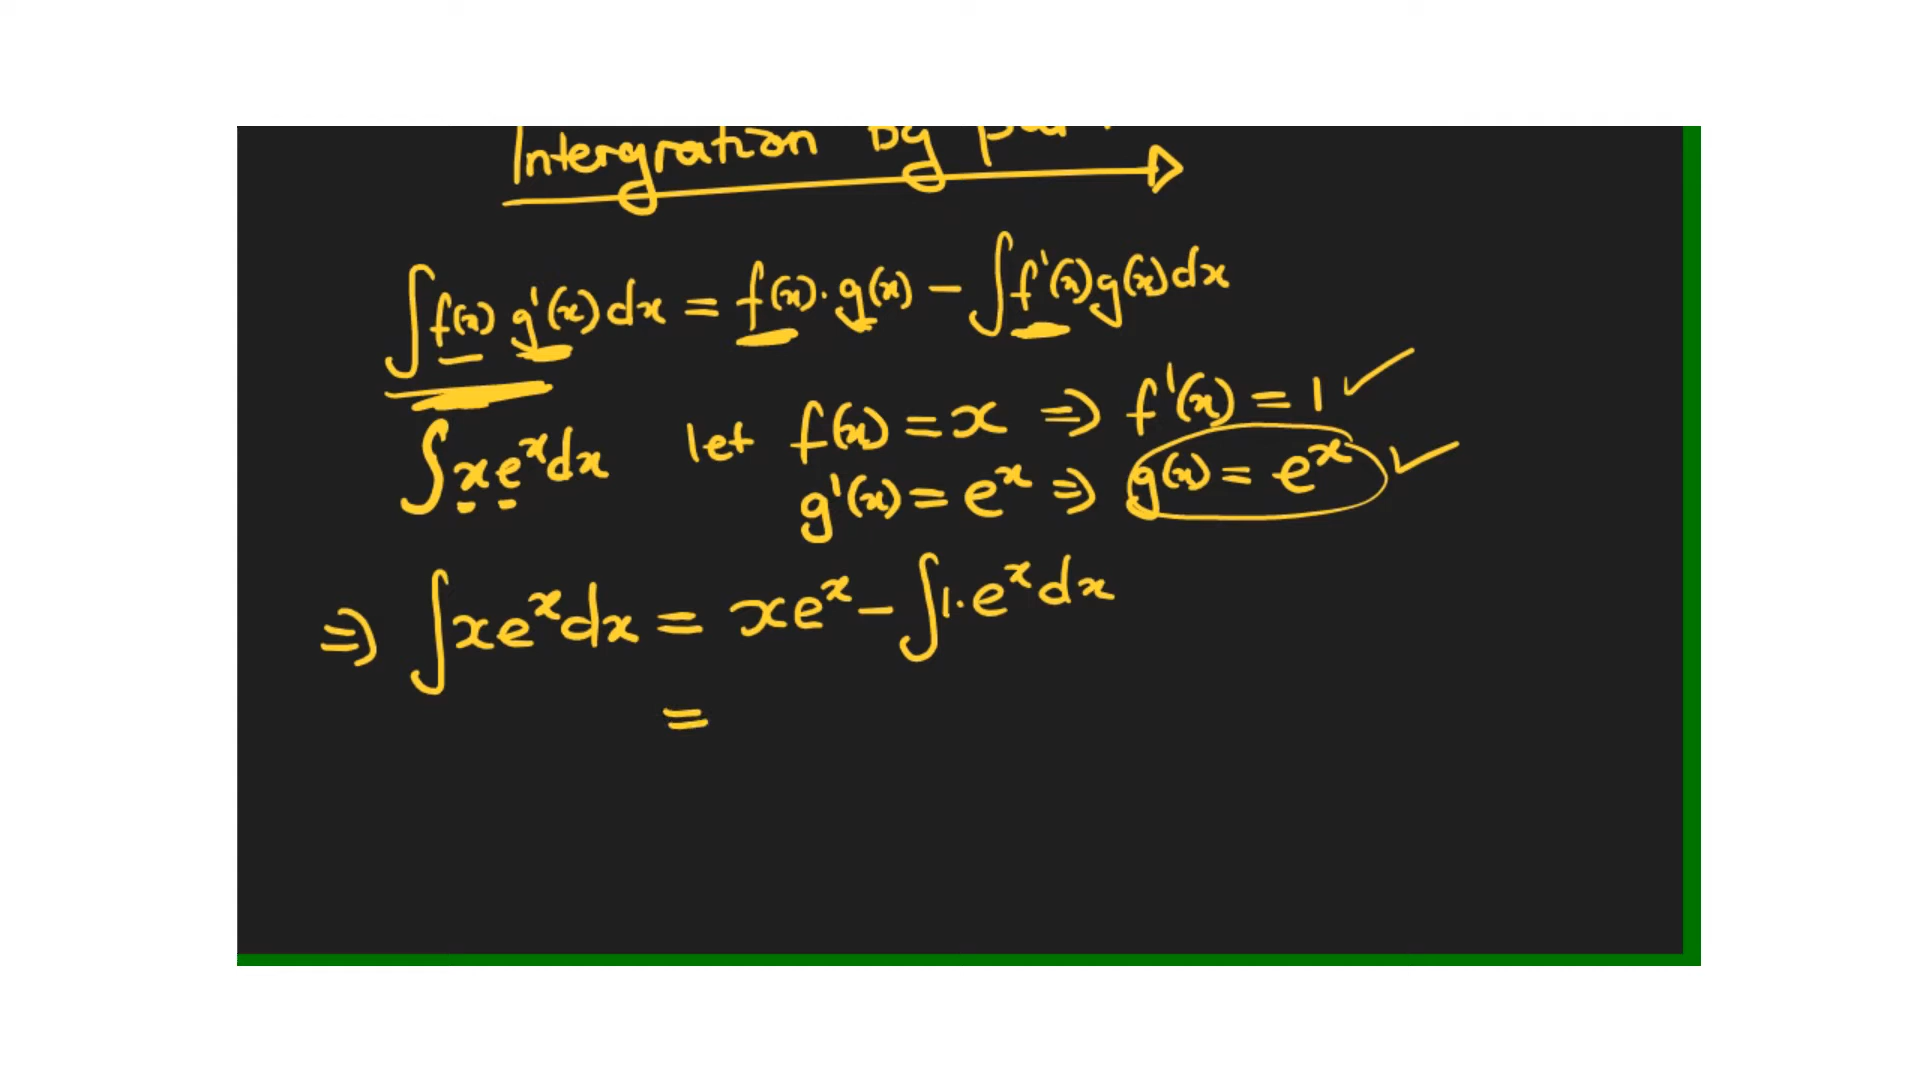 Intergration by
∫f(x) g'(x) dx = f(x)·g(x) − ∫f'(x)g(x)dx
∫xeˣdx let f(x) = x ⇒ f'(x) = 1 ✓
g'(x) = eˣ ⇒ g(x) = eˣ ✓
⇒ ∫xeˣdx = xeˣ − ∫1·eˣdx
=